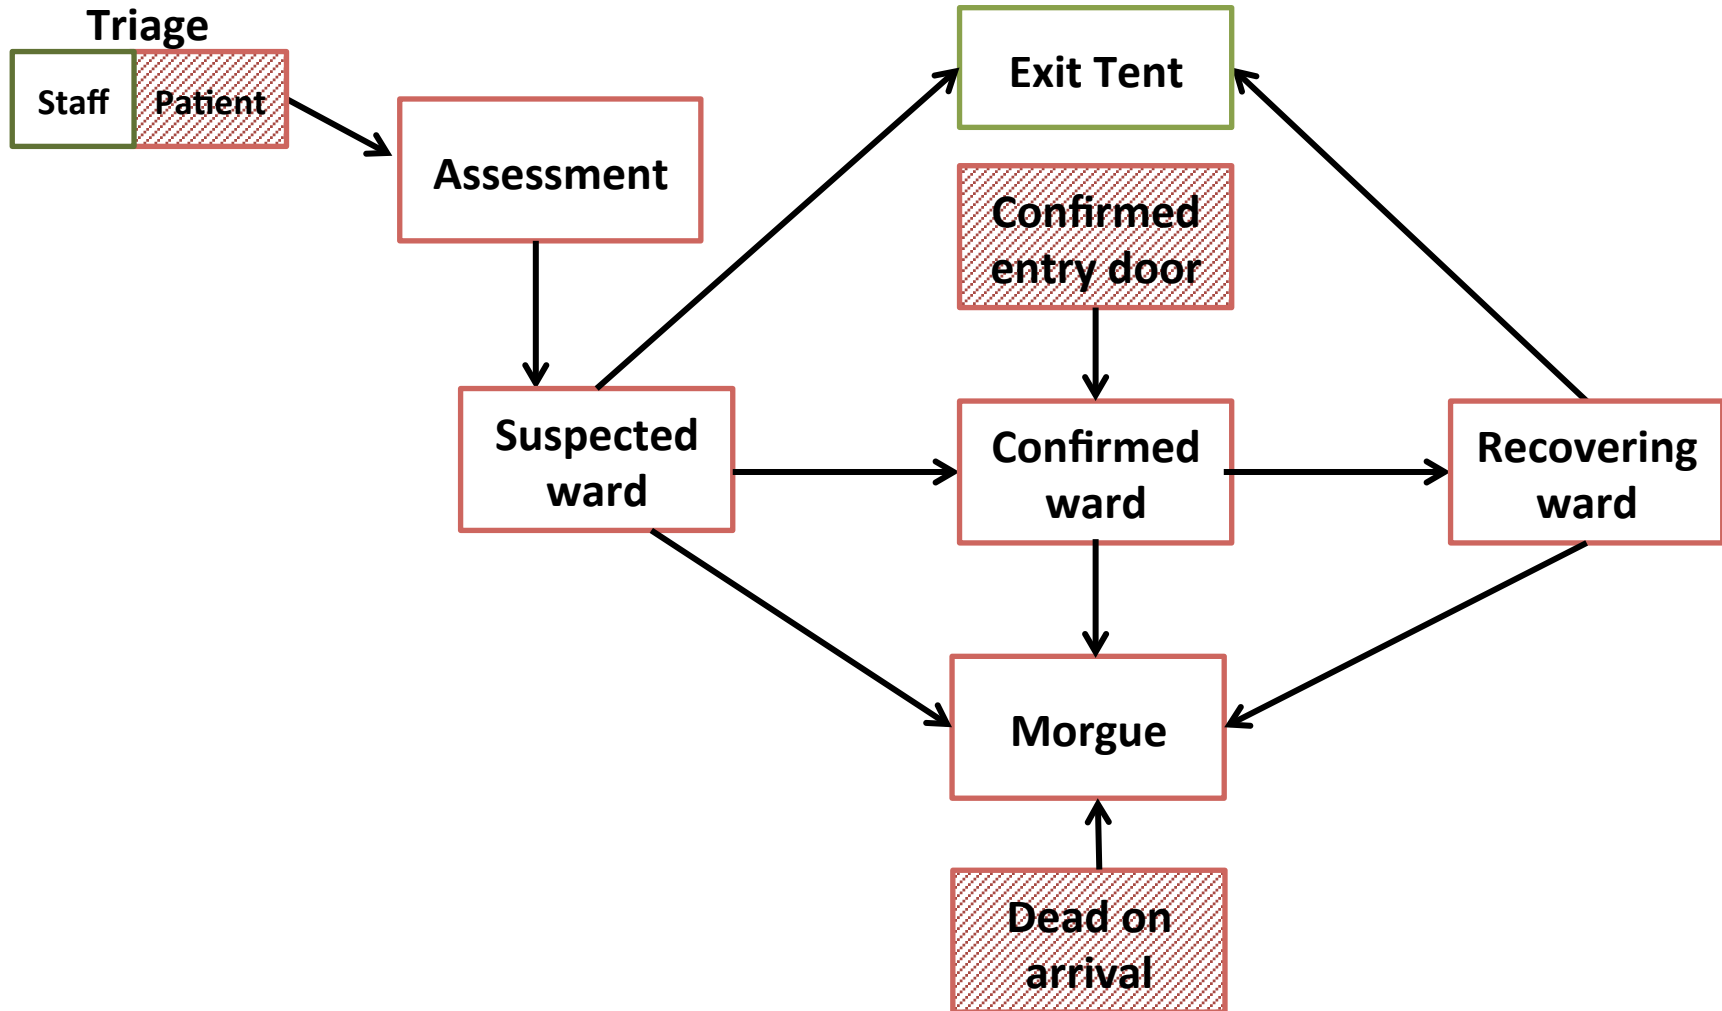 Triage
Staff
Patient
Exit Tent
Assessment
Confirmed
entry door
Suspected
ward
Confirmed
ward
Recovering
ward
Morgue
Dead on
arrival